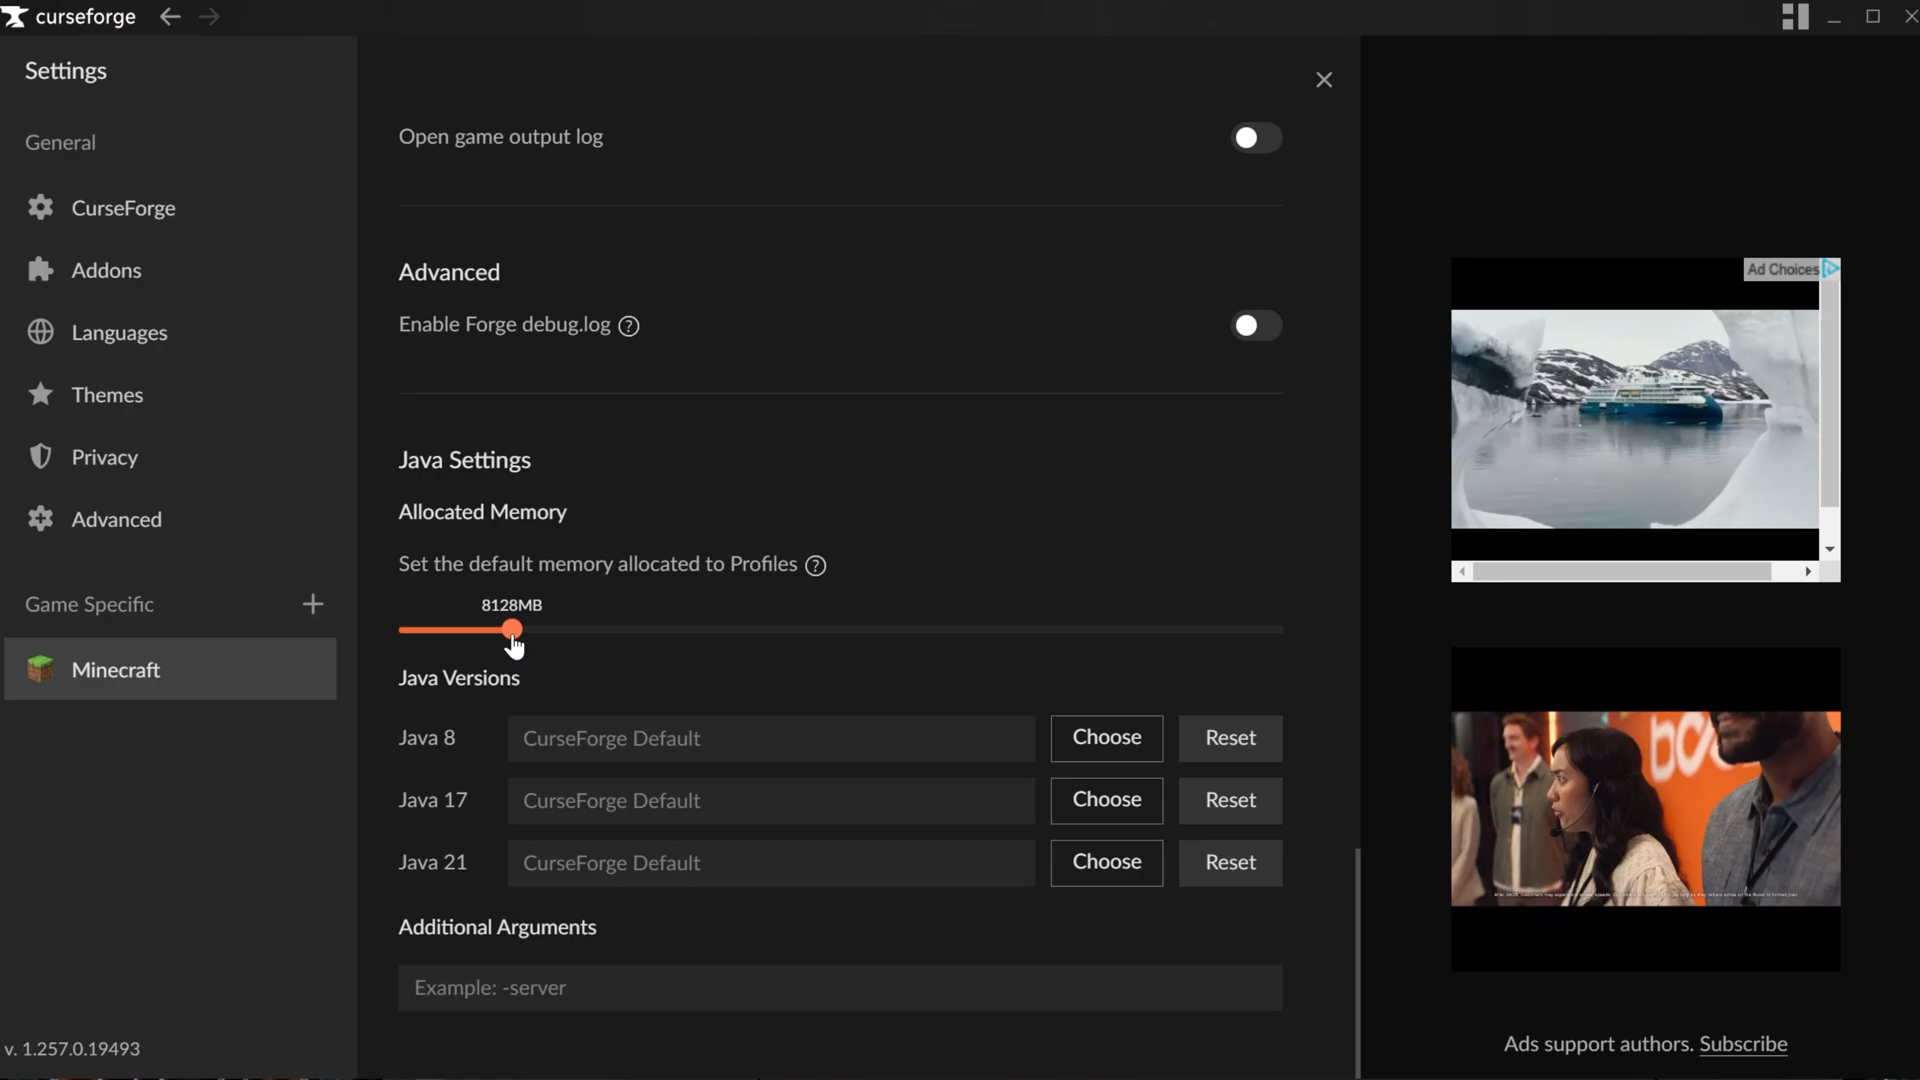 curseforge
Settings
General
CurseForge
Addons
Languages
Themes
Privacy
Advanced
Game Specific
Minecraft
v. 1.257.0.19493
Open game output log
Advanced
Enable Forge debug.log
Java Settings
Allocated Memory
Set the default memory allocated to Profiles
8128MB
Java Versions
Java 8 CurseForge Default Choose Reset
Java 17 CurseForge Default Choose Reset
Java 21 CurseForge Default Choose Reset
Additional Arguments
Example: -server
Ad Choices
Ads support authors. Subscribe